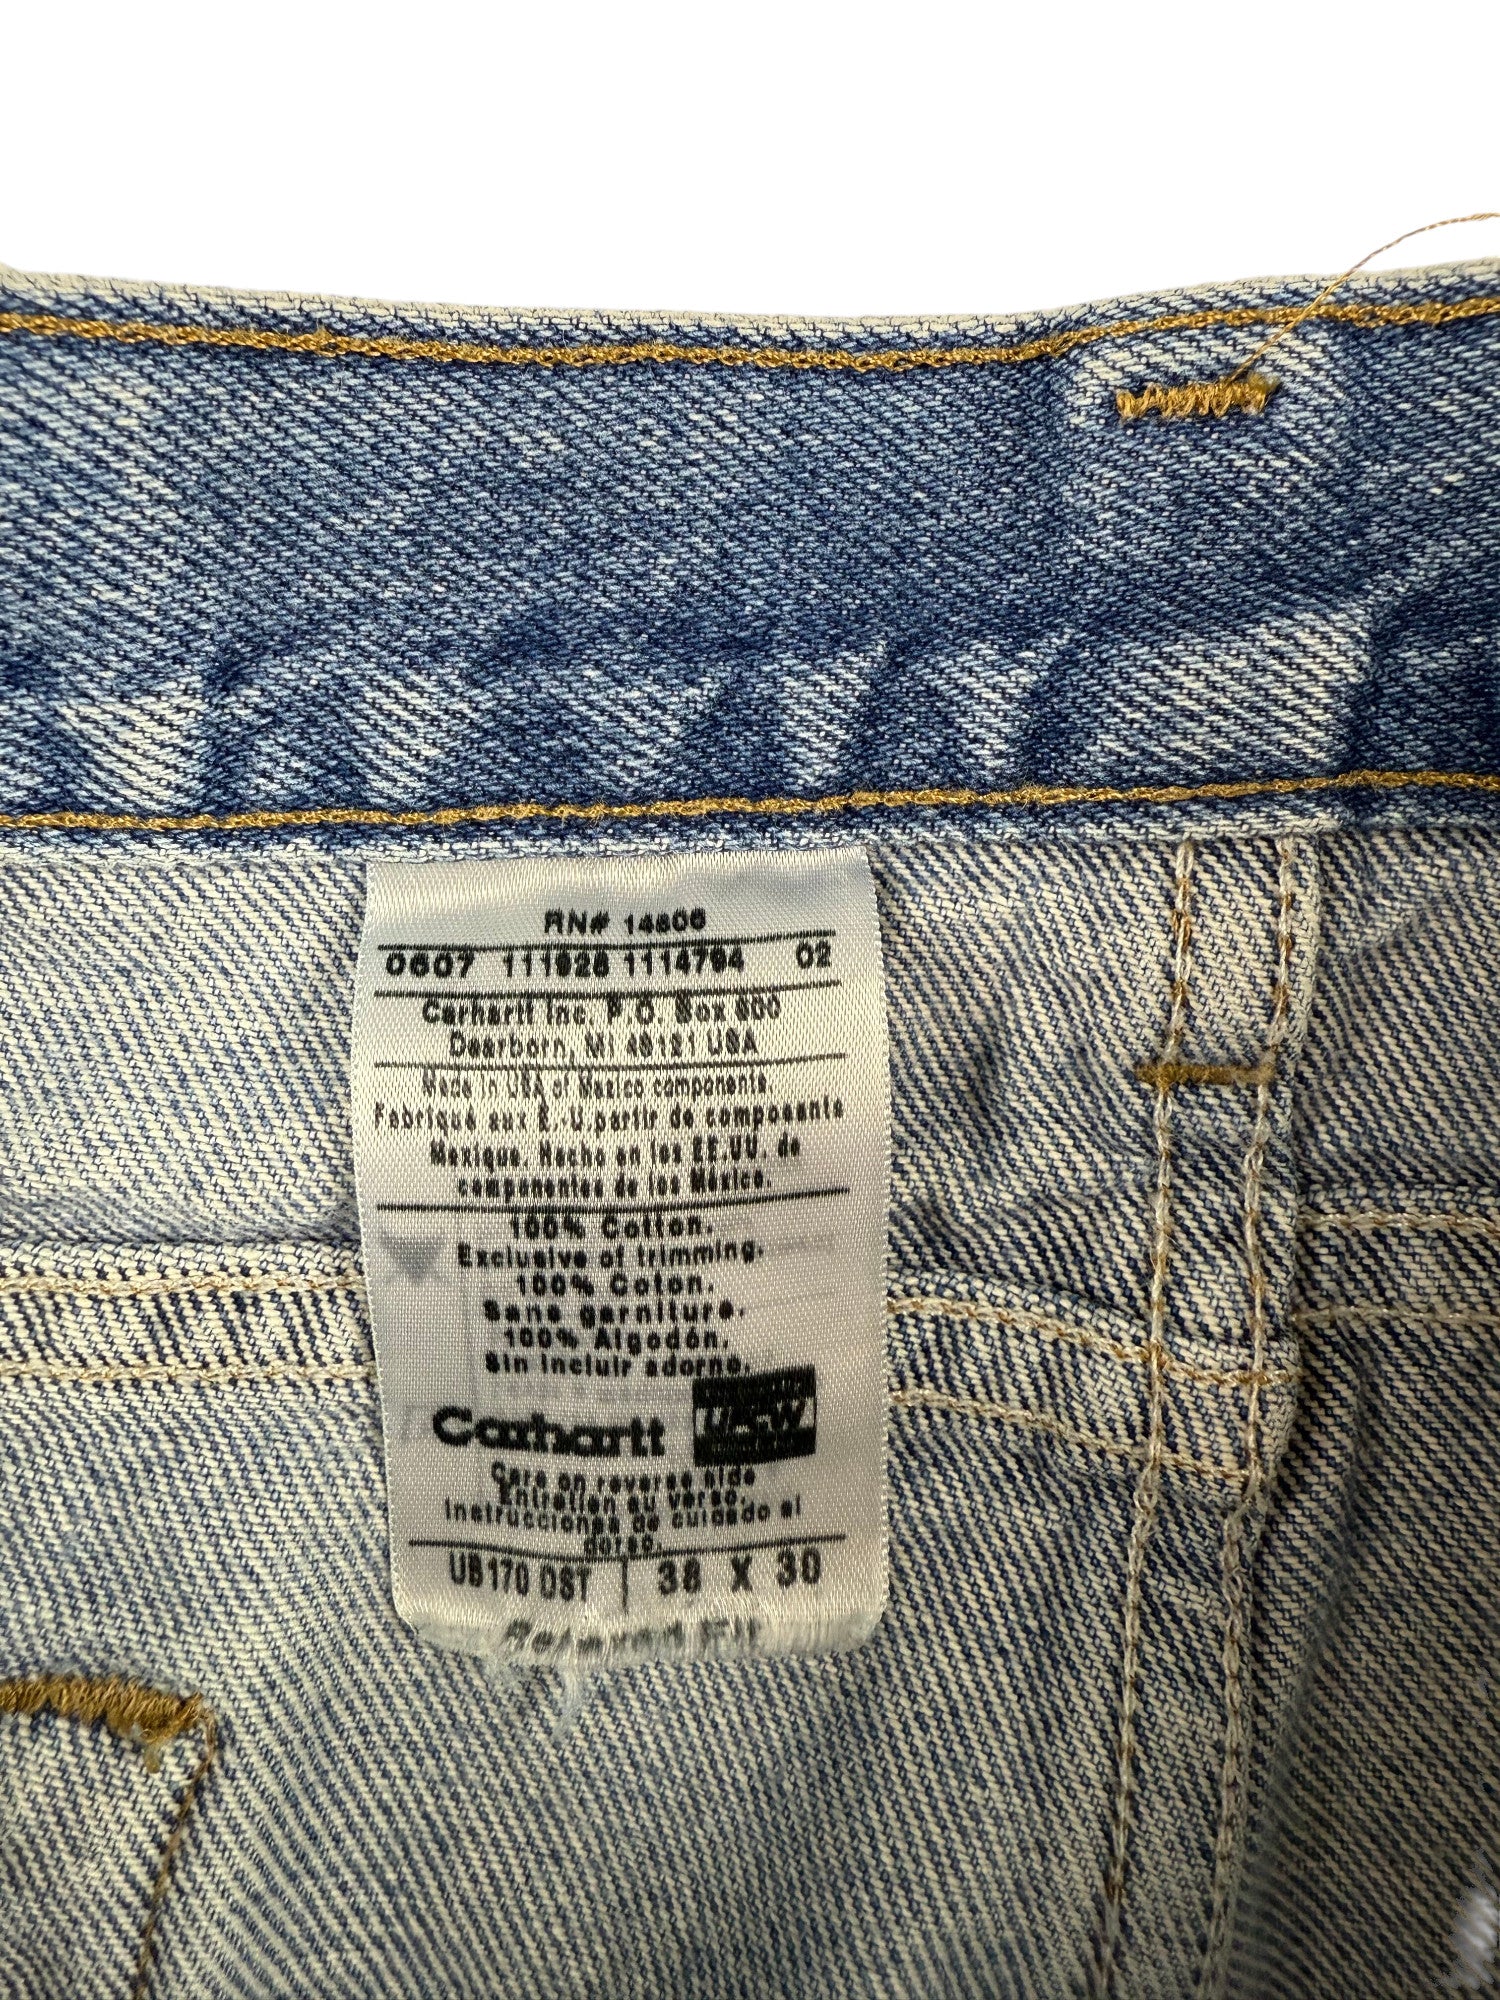 RN# 14806
0607 111928 1114794 02
Carhartt Inc. P.O. Box 600
Dearborn, MI 48121 USA
Made in USA of Mexico components.
Fabriqué aux É.-U. partir de composants
Mexique. Hecho en los EE.UU. de
componentes de los México.
100% Cotton.
Exclusive of trimming.
100% Coton.
Sans garniture.
100% Algodón.
Sin incluir adorno.
Carhartt UFCW
Care on reverse side
Entretien au verso.
Instrucciones de cuidado al
dorso.
UB170 DST 38 X 30
Fit